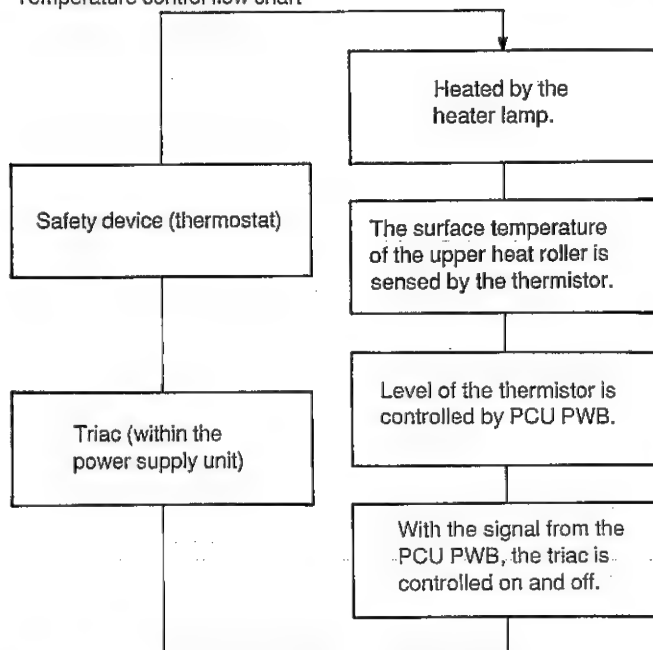 Temperature control flow chart
Heated by the
heater lamp.
Safety device (thermostat)
The surface temperature
of the upper heat roller is
sensed by the thermistor.
Level of the thermistor is
controlled by PCU PWB.
Triac (within the
power supply unit)
With the signal from the
PCU PWB, the triac is
controlled on and off.